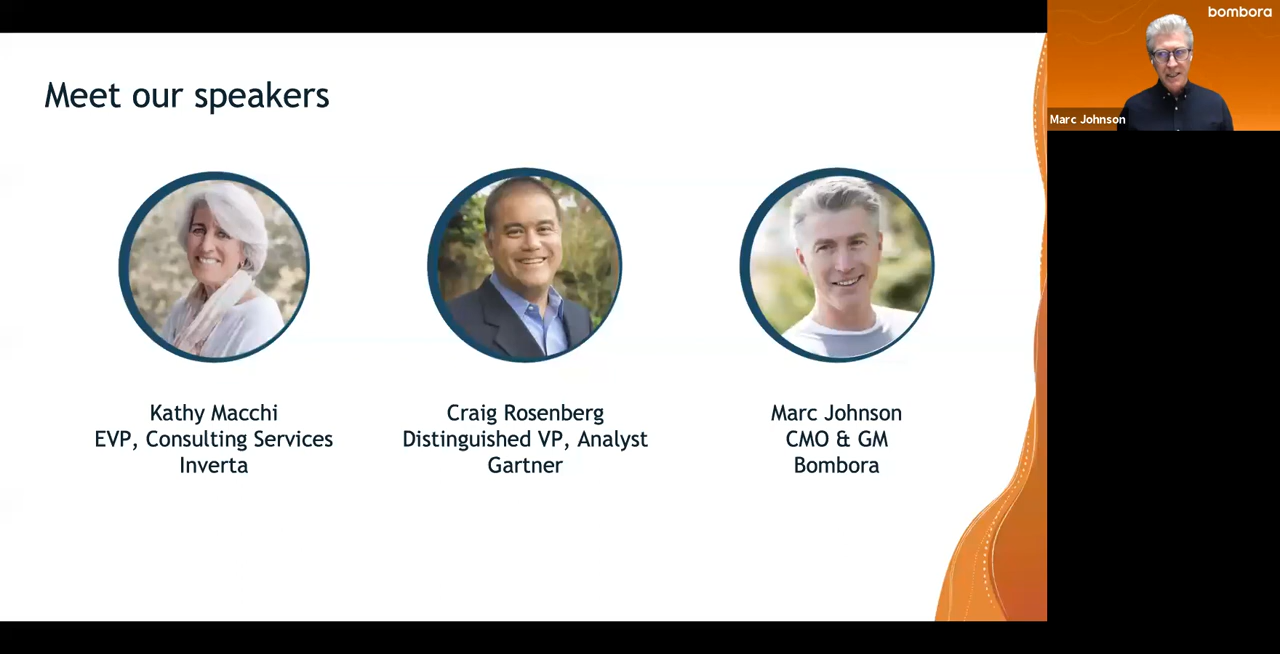 Meet our speakers
Kathy Macchi
EVP, Consulting Services
Inverta
Craig Rosenberg
Distinguished VP, Analyst
Gartner
Marc Johnson
CMO & GM
Bombora
bombora
Marc Johnson